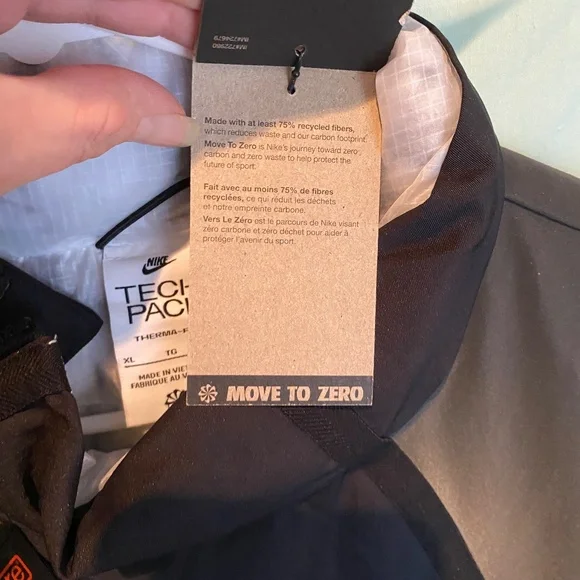 IMX724679
IMX722980
Made with at least 75% recycled fibers,
which reduces waste and our carbon footprint.
Move To Zero is Nike's journey toward zero
carbon and zero waste to help protect the
future of sport.
Fait avec au moins 75% de fibres
recyclées, ce qui réduit les déchets
et notre empreinte carbone.
Vers Le Zéro est le parcours de Nike visant
zéro carbone et zéro déchet pour aider à
protéger l'avenir du sport.
MOVE TO ZERO
NIKE
TECH
PACK
THERMA-F
XL TG
MADE IN VIE
FABRIQUE AU V